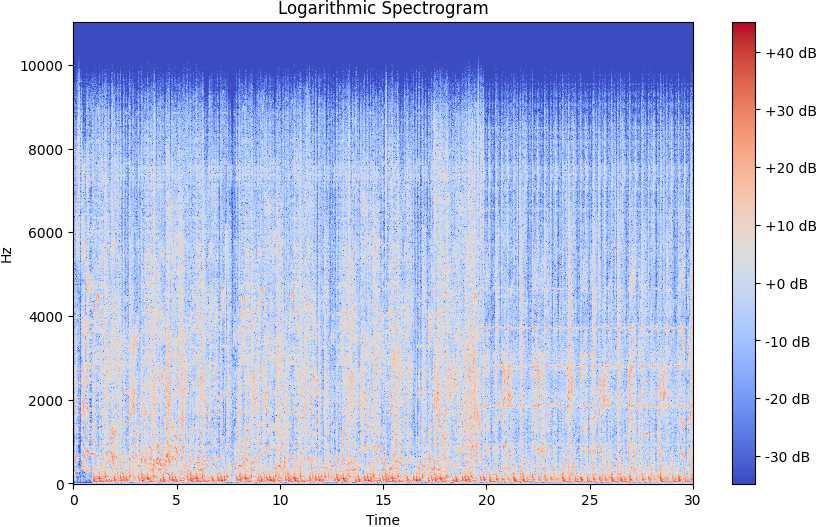 Logarithmic Spectrogram
Hz
10000
8000
6000
4000
2000
0
0 5 10 15 20 25 30
Time
+40 dB
+30 dB
+20 dB
+10 dB
+0 dB
-10 dB
-20 dB
-30 dB